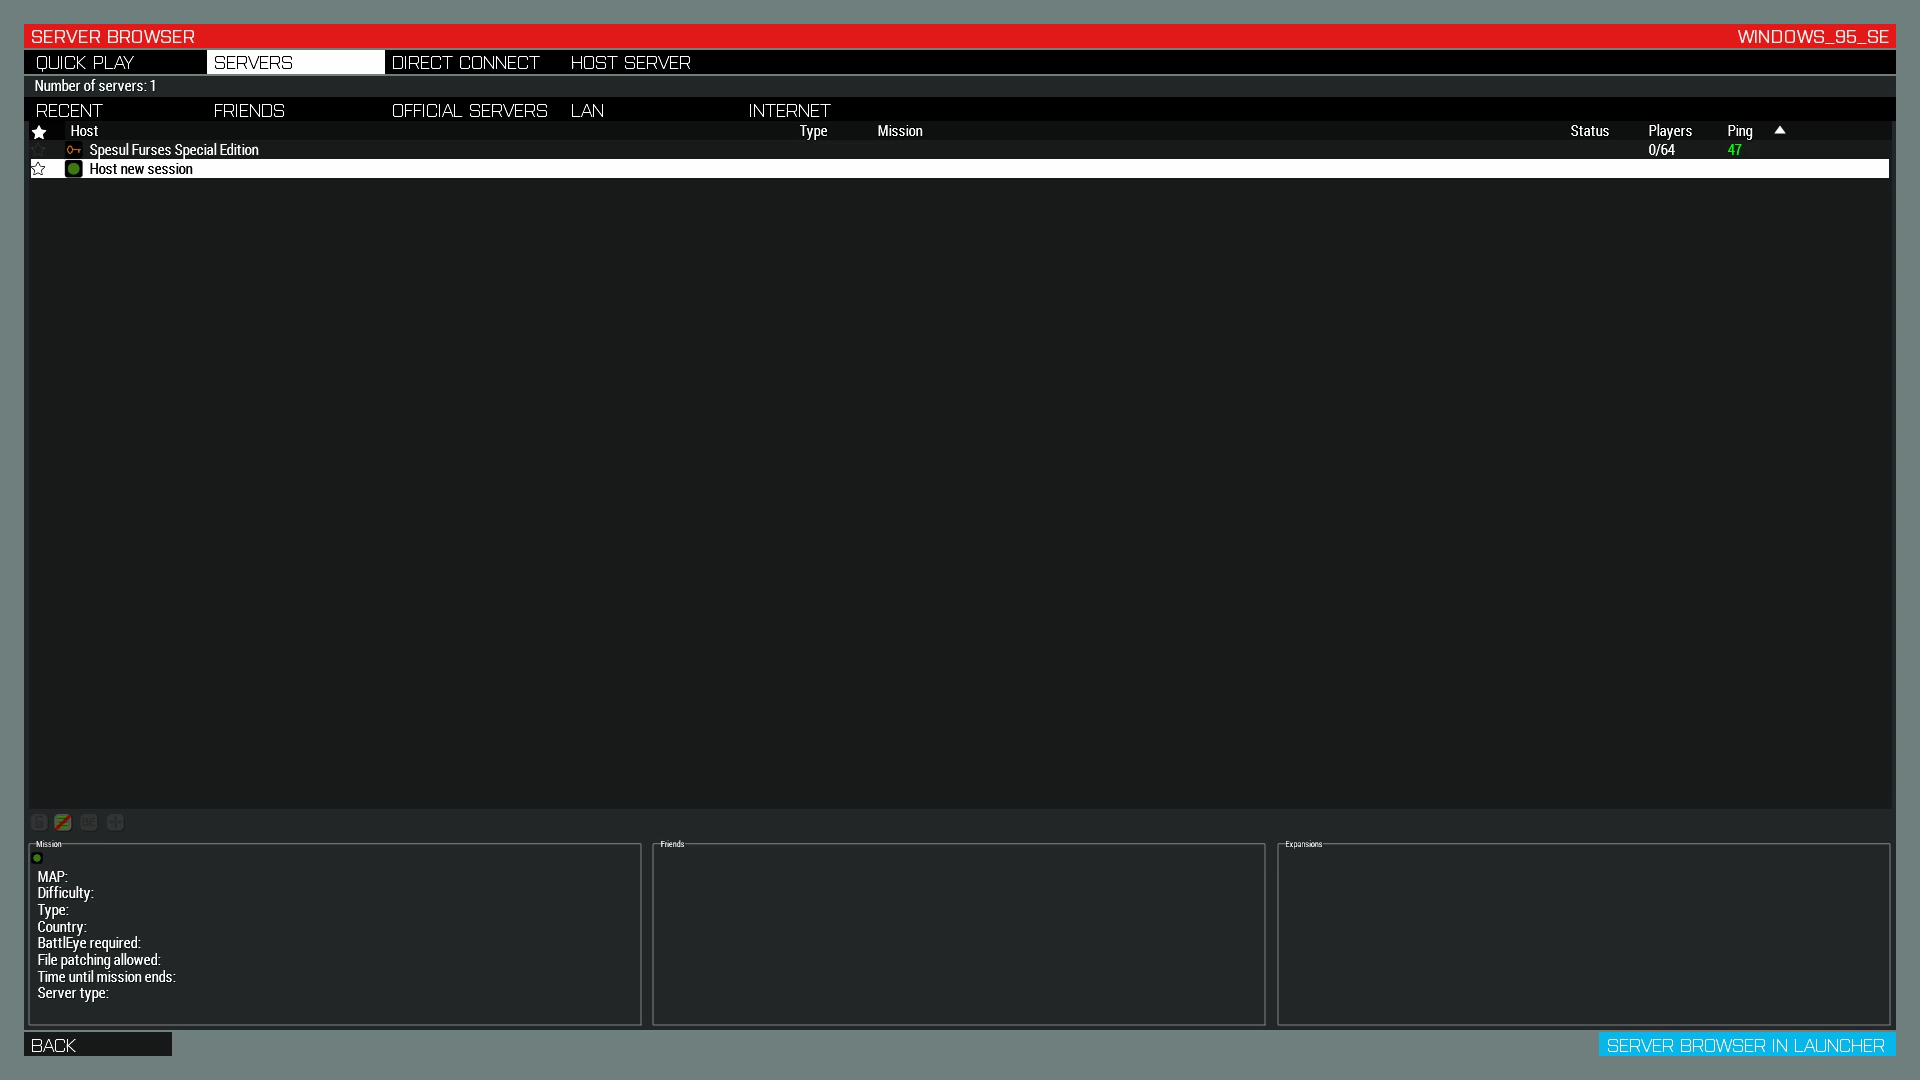 SERVER BROWSER WINDOWS_95_SE
QUICK PLAY SERVERS DIRECT CONNECT HOST SERVER
Number of servers: 1
RECENT FRIENDS OFFICIAL SERVERS LAN INTERNET
Host Type Mission Status Players Ping
Spesul Furses Special Edition 0/64 47
Host new session
Mission Friends Expansions
MAP:
Difficulty:
Type:
Country:
BattlEye required:
File patching allowed:
Time until mission ends:
Server type:
BACK SERVER BROWSER IN LAUNCHER